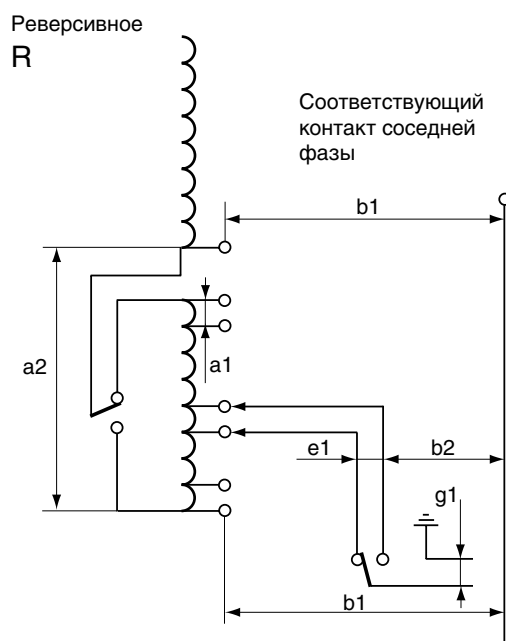 Реверсивное
R
Соответствующий
контакт соседней
фазы
b1
a1
a2
e1
b2
g1
b1